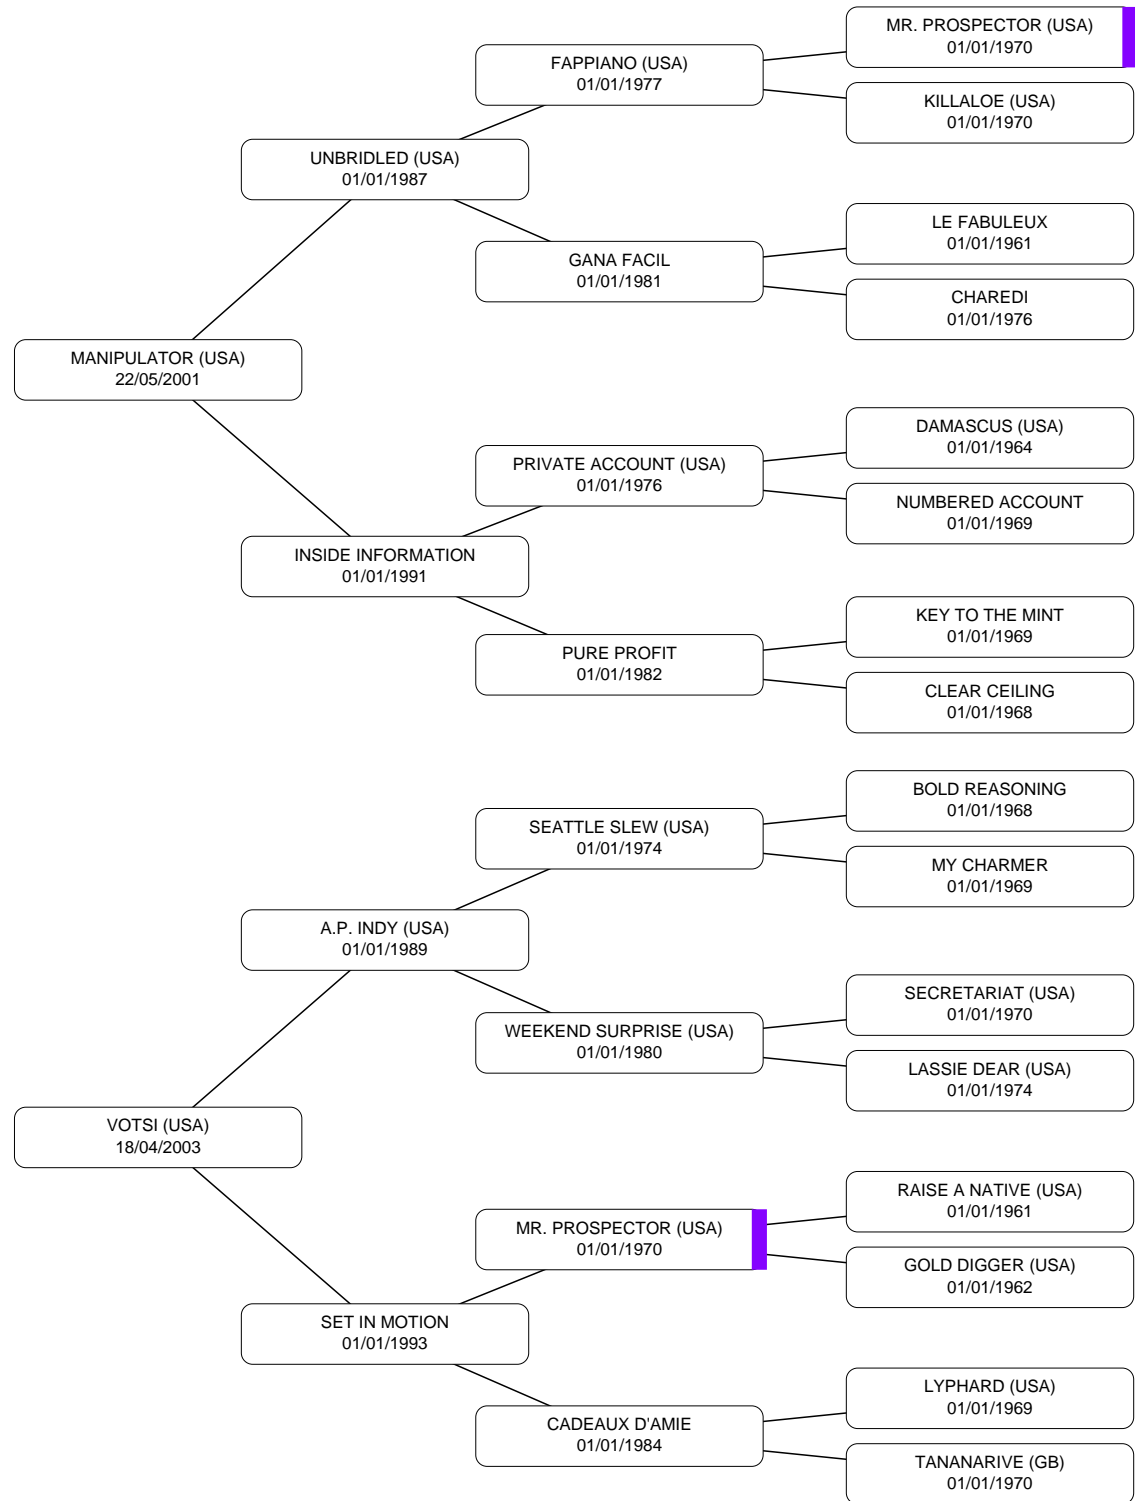 MR. PROSPECTOR (USA)
01/01/1970
FAPPIANO (USA)
01/01/1977
KILLALOE (USA)
01/01/1970
UNBRIDLED (USA)
01/01/1987
LE FABULEUX
01/01/1961
GANA FACIL
01/01/1981
CHAREDI
01/01/1976
MANIPULATOR (USA)
22/05/2001
DAMASCUS (USA)
01/01/1964
PRIVATE ACCOUNT (USA)
01/01/1976
NUMBERED ACCOUNT
01/01/1969
INSIDE INFORMATION
01/01/1991
KEY TO THE MINT
01/01/1969
PURE PROFIT
01/01/1982
CLEAR CEILING
01/01/1968
BOLD REASONING
01/01/1968
SEATTLE SLEW (USA)
01/01/1974
MY CHARMER
01/01/1969
A.P. INDY (USA)
01/01/1989
SECRETARIAT (USA)
01/01/1970
WEEKEND SURPRISE (USA)
01/01/1980
LASSIE DEAR (USA)
01/01/1974
VOTSI (USA)
18/04/2003
RAISE A NATIVE (USA)
01/01/1961
MR. PROSPECTOR (USA)
01/01/1970
GOLD DIGGER (USA)
01/01/1962
SET IN MOTION
01/01/1993
LYPHARD (USA)
01/01/1969
CADEAUX D'AMIE
01/01/1984
TANANARIVE (GB)
01/01/1970